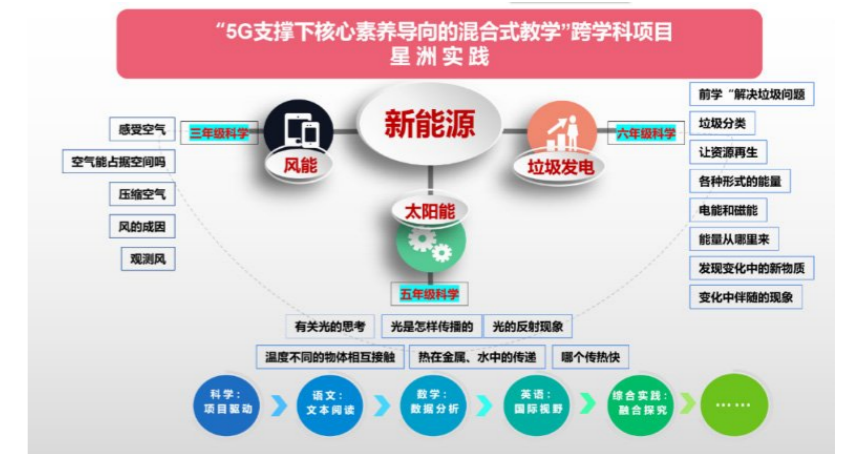 “5G支撑下核心素养导向的混合式教学”跨学科项目
星洲实践
新能源
三年级科学
风能
感受空气
空气能占据空间吗
压缩空气
风的成因
观测风
太阳能
五年级科学
有关光的思考
光是怎样传播的
光的反射现象
温度不同的物体相互接触
热在金属、水中的传递
哪个传热快
垃圾发电
六年级科学
前学“解决垃圾问题
垃圾分类
让资源再生
各种形式的能量
电能和磁能
能量从哪里来
发现变化中的新物质
变化中伴随的现象
科学：
项目驱动
语文：
文本阅读
数学：
数据分析
英语：
国际视野
综合实践：
融合探究
……